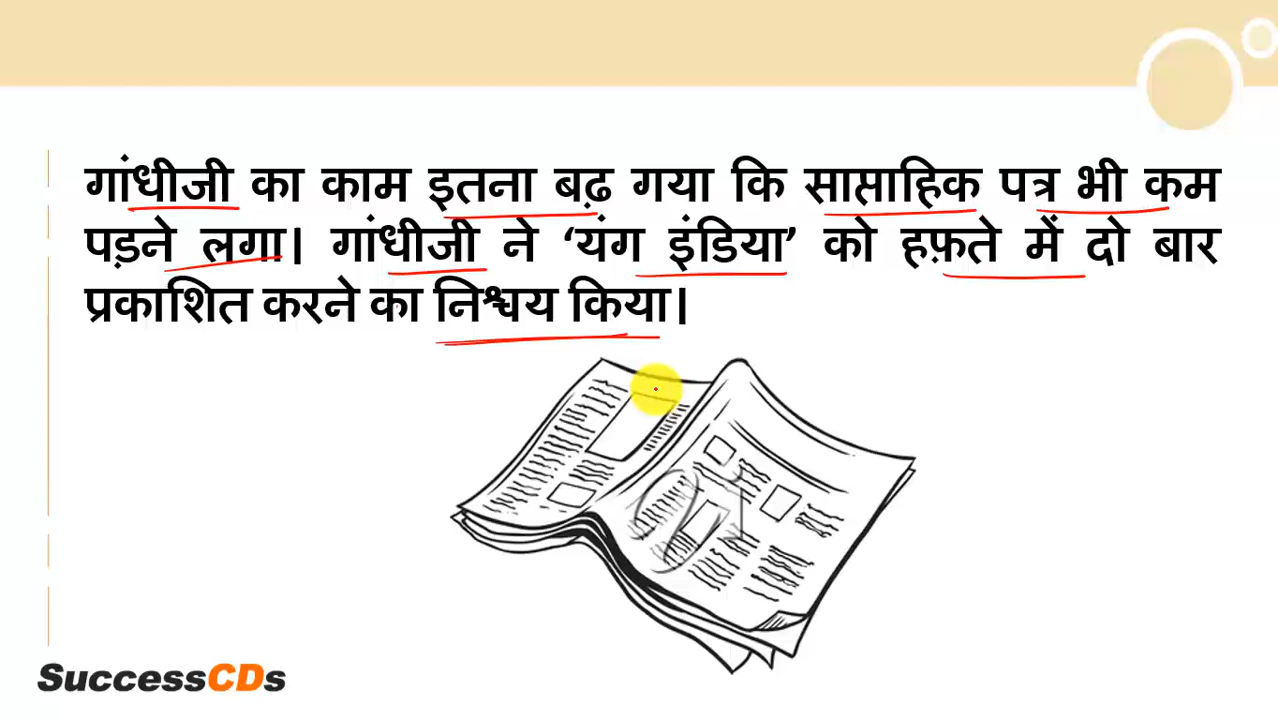 गांधीजी का काम इतना बढ़ गया कि साप्ताहिक पत्र भी कम
पड़ने लगा। गांधीजी ने ‘यंग इंडिया’ को हफ़ते में दो बार
प्रकाशित करने का निश्चय किया।
SuccessCDs